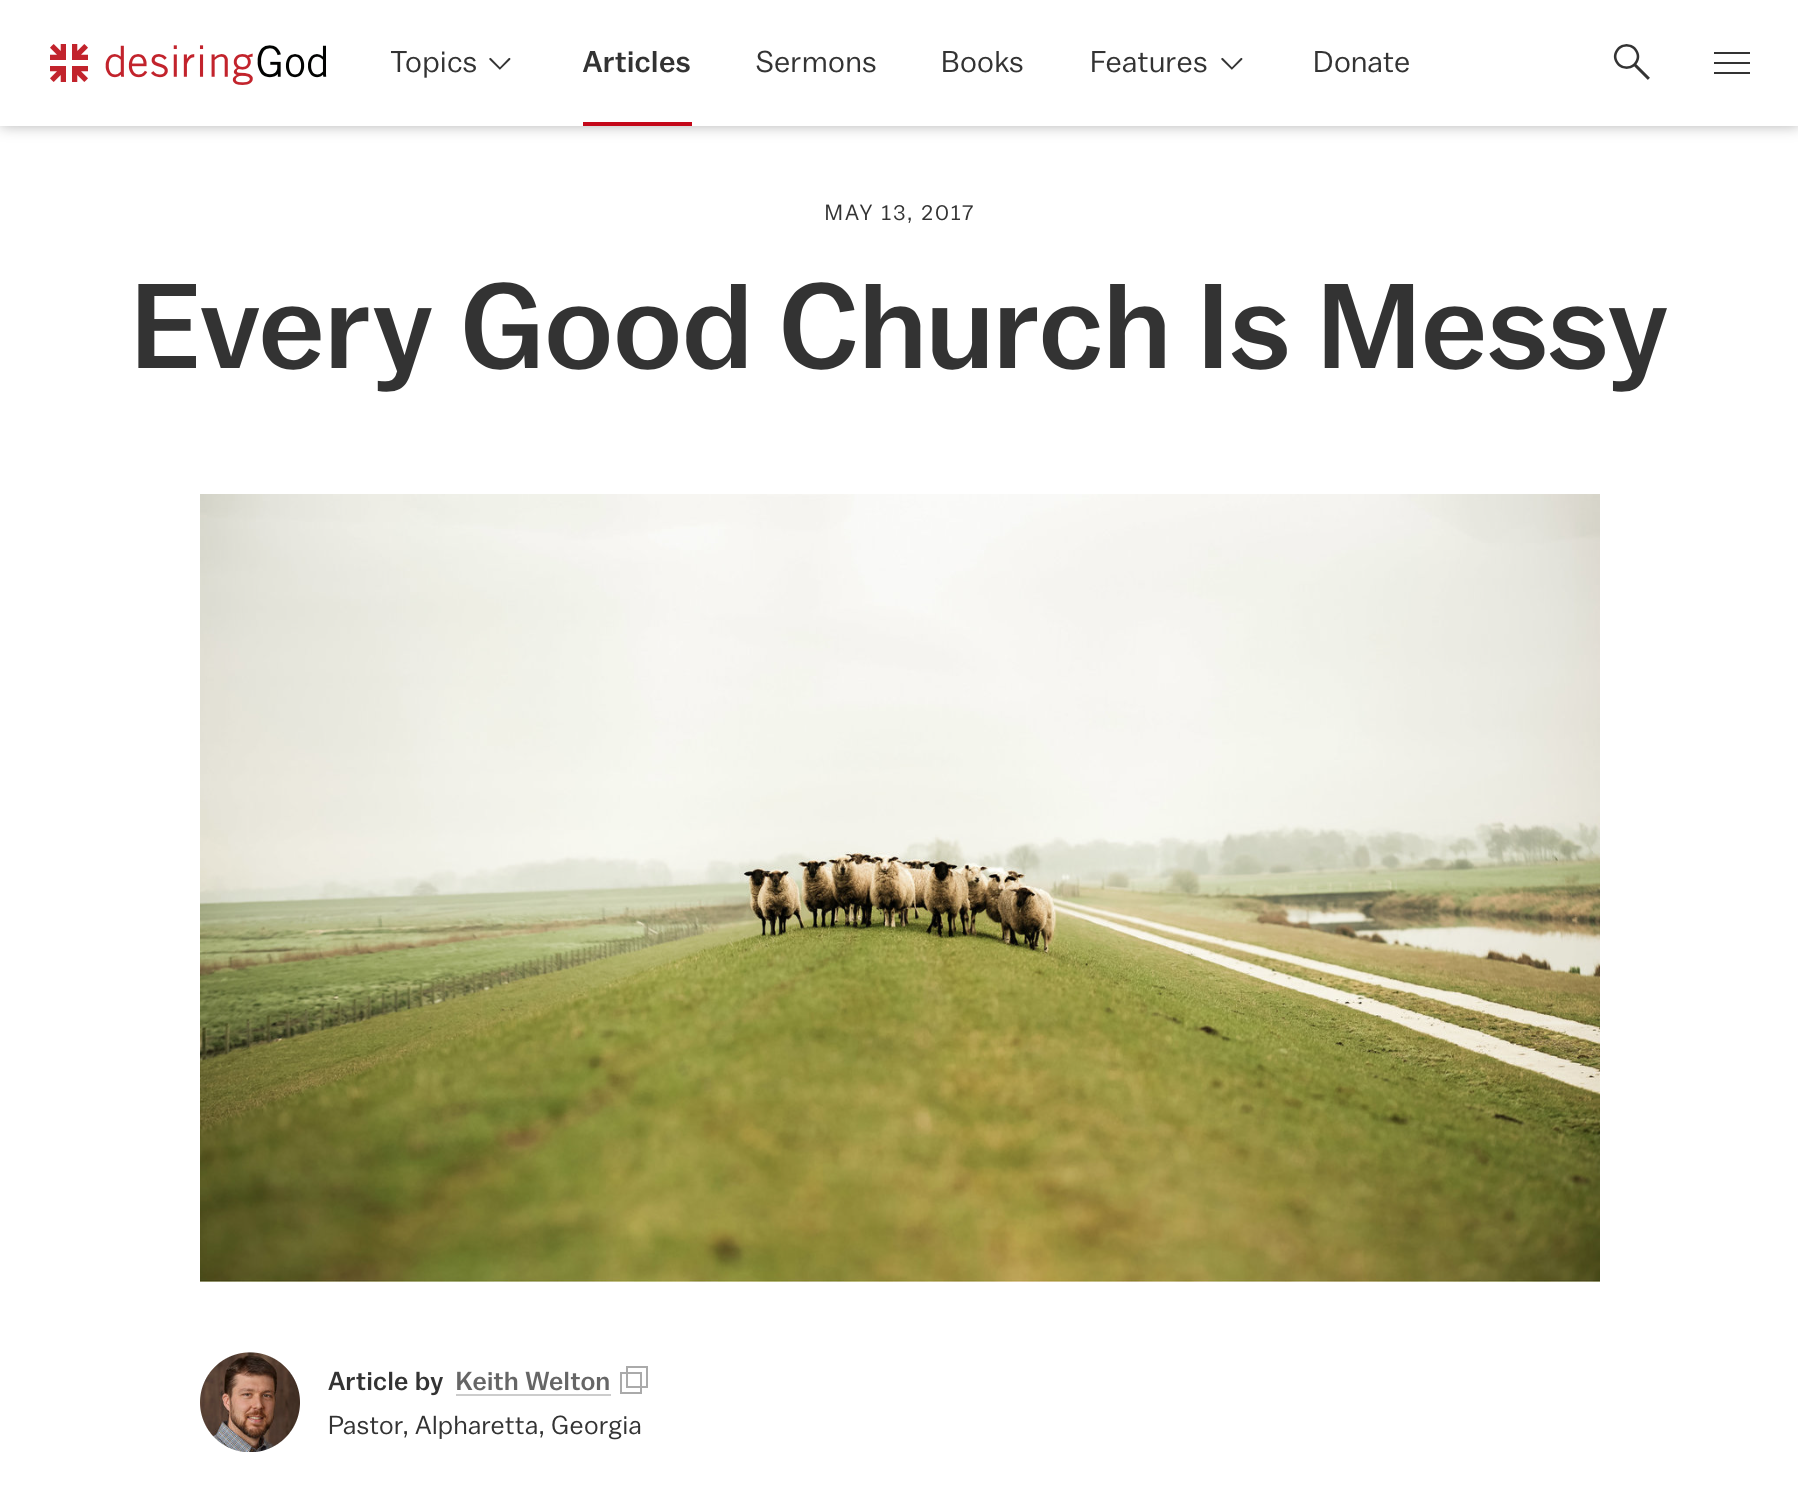 desiringGod Topics Articles Sermons Books Features Donate
MAY 13, 2017
Every Good Church Is Messy
Article by Keith Welton
Pastor, Alpharetta, Georgia